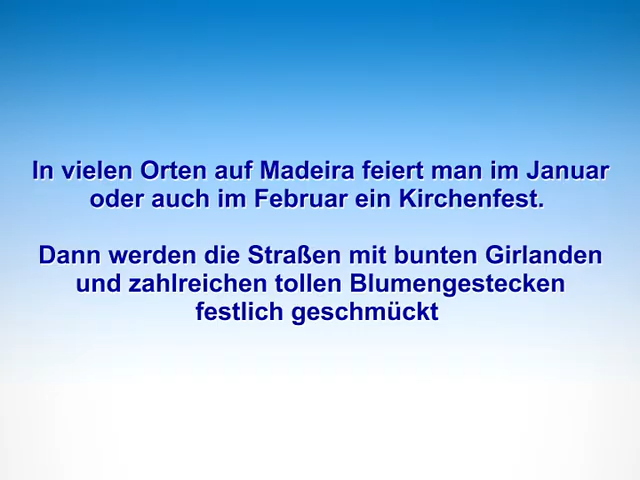 In vielen Orten auf Madeira feiert man im Januar
oder auch im Februar ein Kirchenfest.
Dann werden die Straßen mit bunten Girlanden
und zahlreichen tollen Blumengestecken
festlich geschmückt